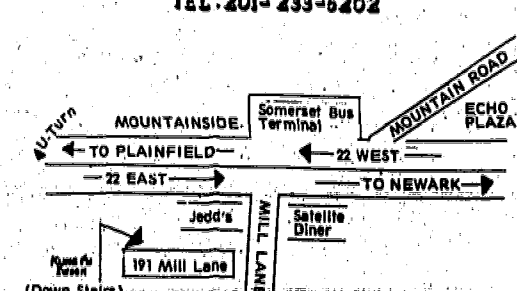 TEL: 201-233-6202
MOUNTAIN ROAD
ECHO
PLAZA
Somerset Bus
Terminal
MOUNTAINSIDE
U-Turn
TO PLAINFIELD
22 WEST
22 EAST
TO NEWARK
Jedd's
Satellite
Diner
MILL LANE
191 Mill Lane
(Down Stairs)